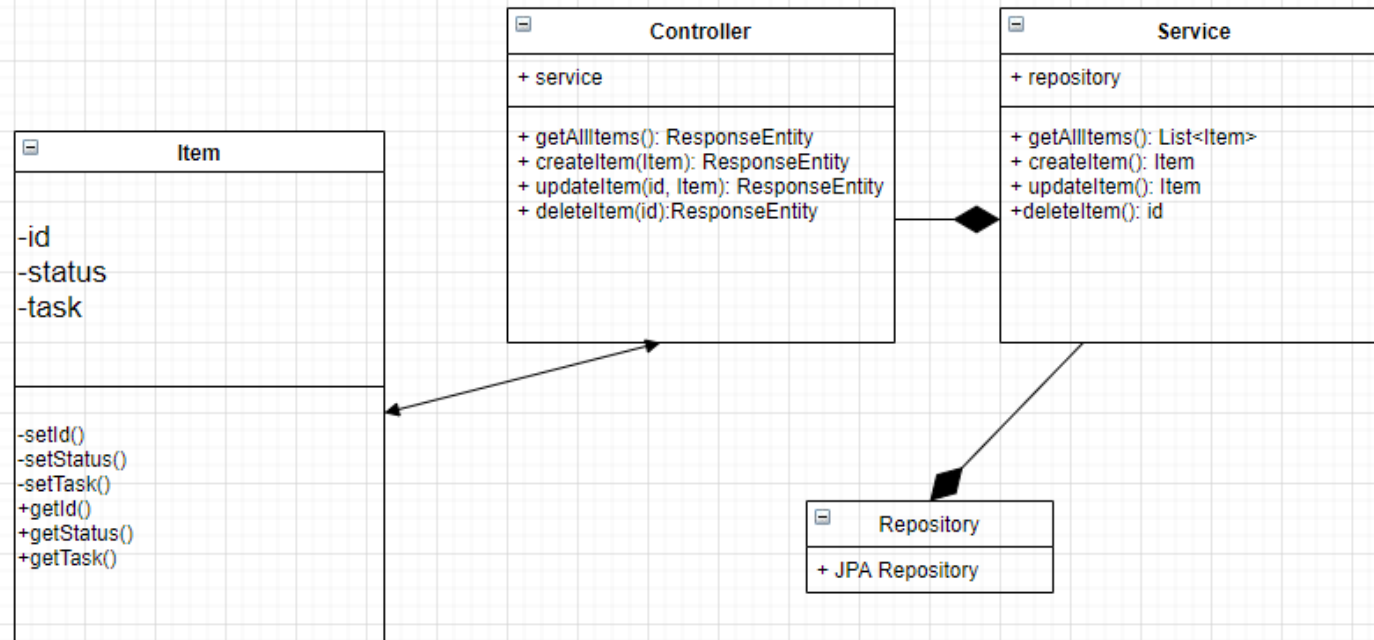 Item
-id
-status
-task
-setId()
-setStatus()
-setTask()
+getId()
+getStatus()
+getTask()
Controller
+ service
+ getAllItems(): ResponseEntity
+ createItem(Item): ResponseEntity
+ updateItem(id, Item): ResponseEntity
+ deleteItem(id):ResponseEntity
Service
+ repository
+ getAllItems(): List<Item>
+ createItem(): Item
+ updateItem(): Item
+deleteItem(): id
Repository
+ JPA Repository